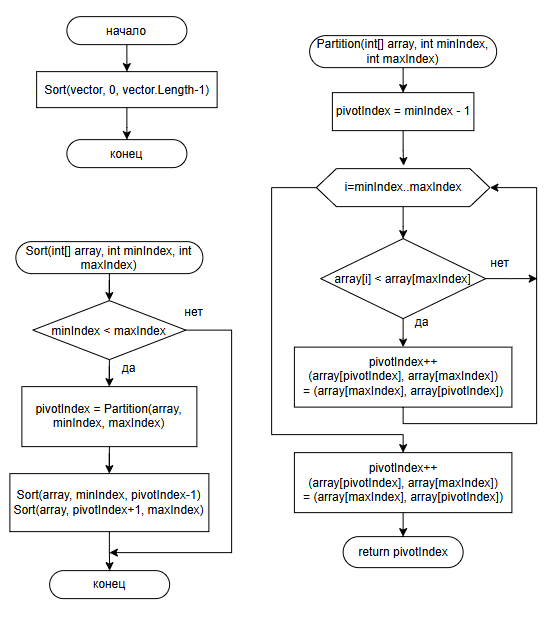 начало
Sort(vector, 0, vector.Length-1)
конец
Sort(int[] array, int minIndex, int
maxIndex)
нет
minIndex < maxIndex
да
pivotIndex = Partition(array,
minIndex, maxIndex)
Sort(array, minIndex, pivotIndex-1)
Sort(array, pivotIndex+1, maxIndex)
конец
Partition(int[] array, int minIndex,
int maxIndex)
pivotIndex = minIndex - 1
i=minIndex..maxIndex
нет
array[i] < array[maxIndex]
да
pivotIndex++
(array[pivotIndex], array[maxIndex])
= (array[maxIndex], array[pivotIndex])
pivotIndex++
(array[pivotIndex], array[maxIndex])
= (array[maxIndex], array[pivotIndex])
return pivotIndex